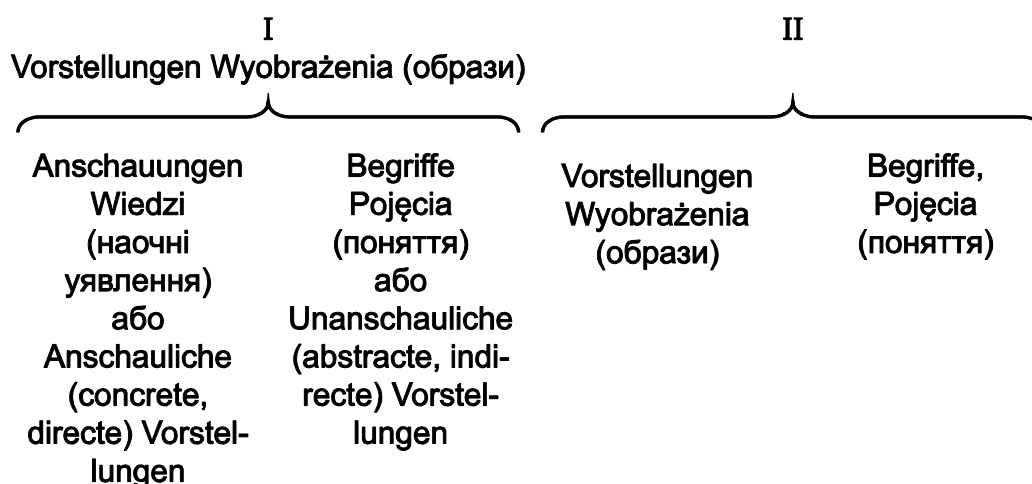 I
Vorstellungen Wyobrażenia (образи)
Anschauungen
Wiedzi
(наочні
уявлення)
або
Anschauliche
(concrete,
directe) Vorstel-
lungen
Begriffe
Pojęcia
(поняття)
або
Unanschauliche
(abstracte, indi-
recte) Vorstel-
lungen
II
Vorstellungen
Wyobrażenia
(образи)
Begriffe,
Pojęcia
(поняття)